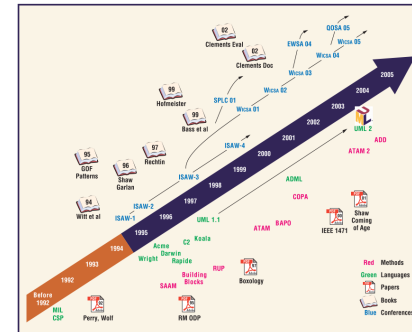 02
Clements Eval
02
Clements Doc
EWSA 04
QOSA 05
WICSA 05
WICSA 04
WICSA 03
WICSA 02
WICSA 01
SPLC 01
99
Hofmeister
99
Bass et al
ISAW-4
ISAW-3
ISAW-2
ISAW-1
97
Rechtin
96
Shaw
Garlan
95
GOF
Patterns
94
Witt et al
2005
2004
2003
2002
2001
2000
1999
1998
1997
1996
1995
1994
1993
1992
Before
1992
UML 2
ADD
ATAM 2
ADML
COPA
BAPO
ATAM
UML 1.1
Koala
C2
Acme
Darwin
Wright
Rapide
RUP
Building
Blocks
SAAM
MIL
CSP
Perry, Wolf
RM ODP
Boxology
IEEE 1471
Shaw
Coming
of Age
Red Methods
Green Languages
Papers
Books
Blue Conferences